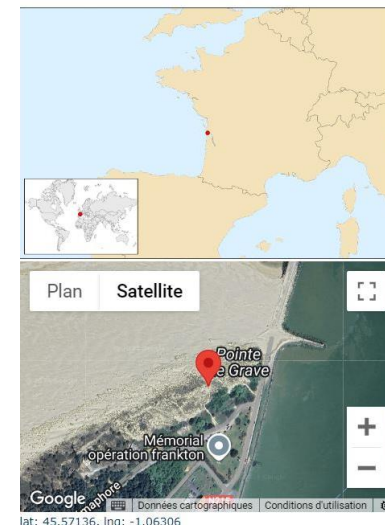 Plan
Satellite
Pointe
de Grave
Mémorial
opération frankton
Google
Données cartographiques
Conditions d'utilisation
lat: 45.57136, lng: -1.06306